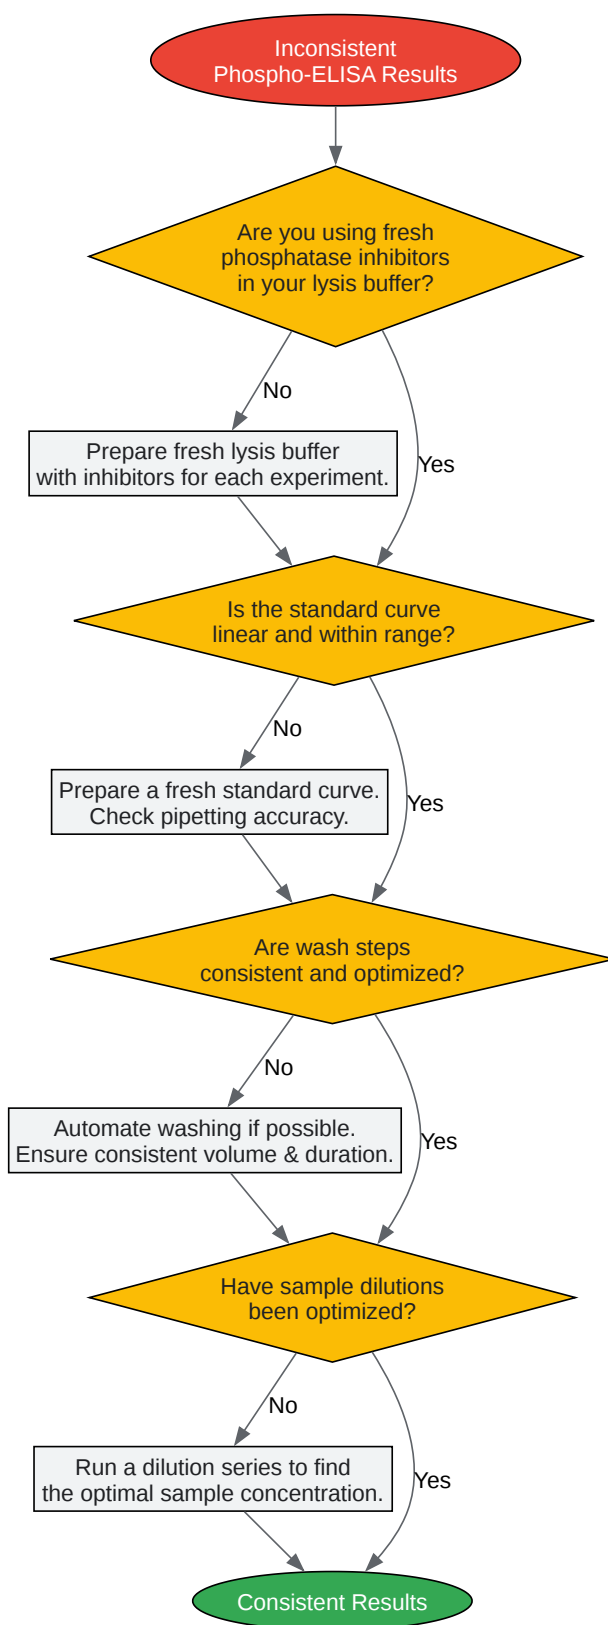 Inconsistent
Phospho-ELISA Results
Are you using fresh
phosphatase inhibitors
in your lysis buffer?
No
Yes
Prepare fresh lysis buffer
with inhibitors for each experiment.
Is the standard curve
linear and within range?
No
Yes
Prepare a fresh standard curve.
Check pipetting accuracy.
Are wash steps
consistent and optimized?
No
Yes
Automate washing if possible.
Ensure consistent volume & duration.
Have sample dilutions
been optimized?
No
Yes
Run a dilution series to find
the optimal sample concentration.
Consistent Results